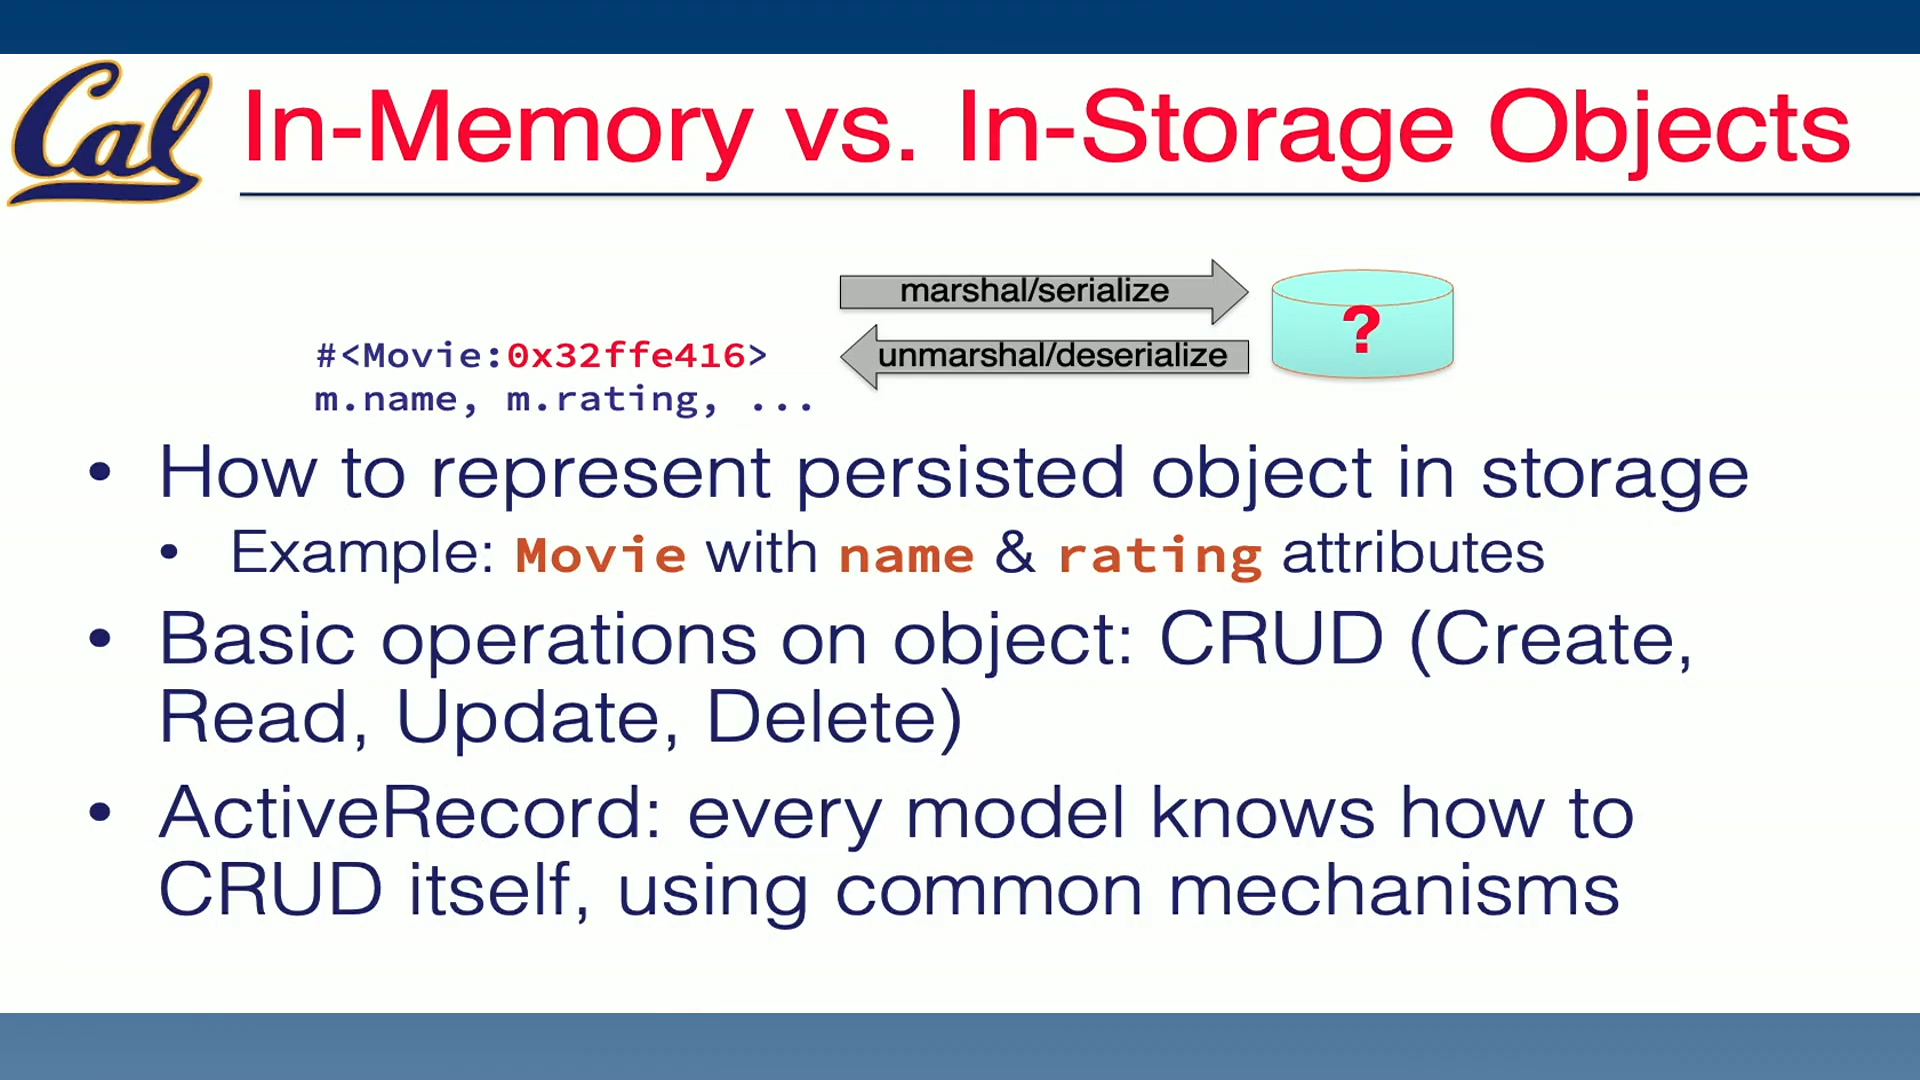 Cal
In-Memory vs. In-Storage Objects
marshal/serialize
?
#<Movie:0x32ffe416>
unmarshal/deserialize
m.name, m.rating, ...
• How to represent persisted object in storage
• Example: Movie with name & rating attributes
• Basic operations on object: CRUD (Create,
Read, Update, Delete)
• ActiveRecord: every model knows how to
CRUD itself, using common mechanisms